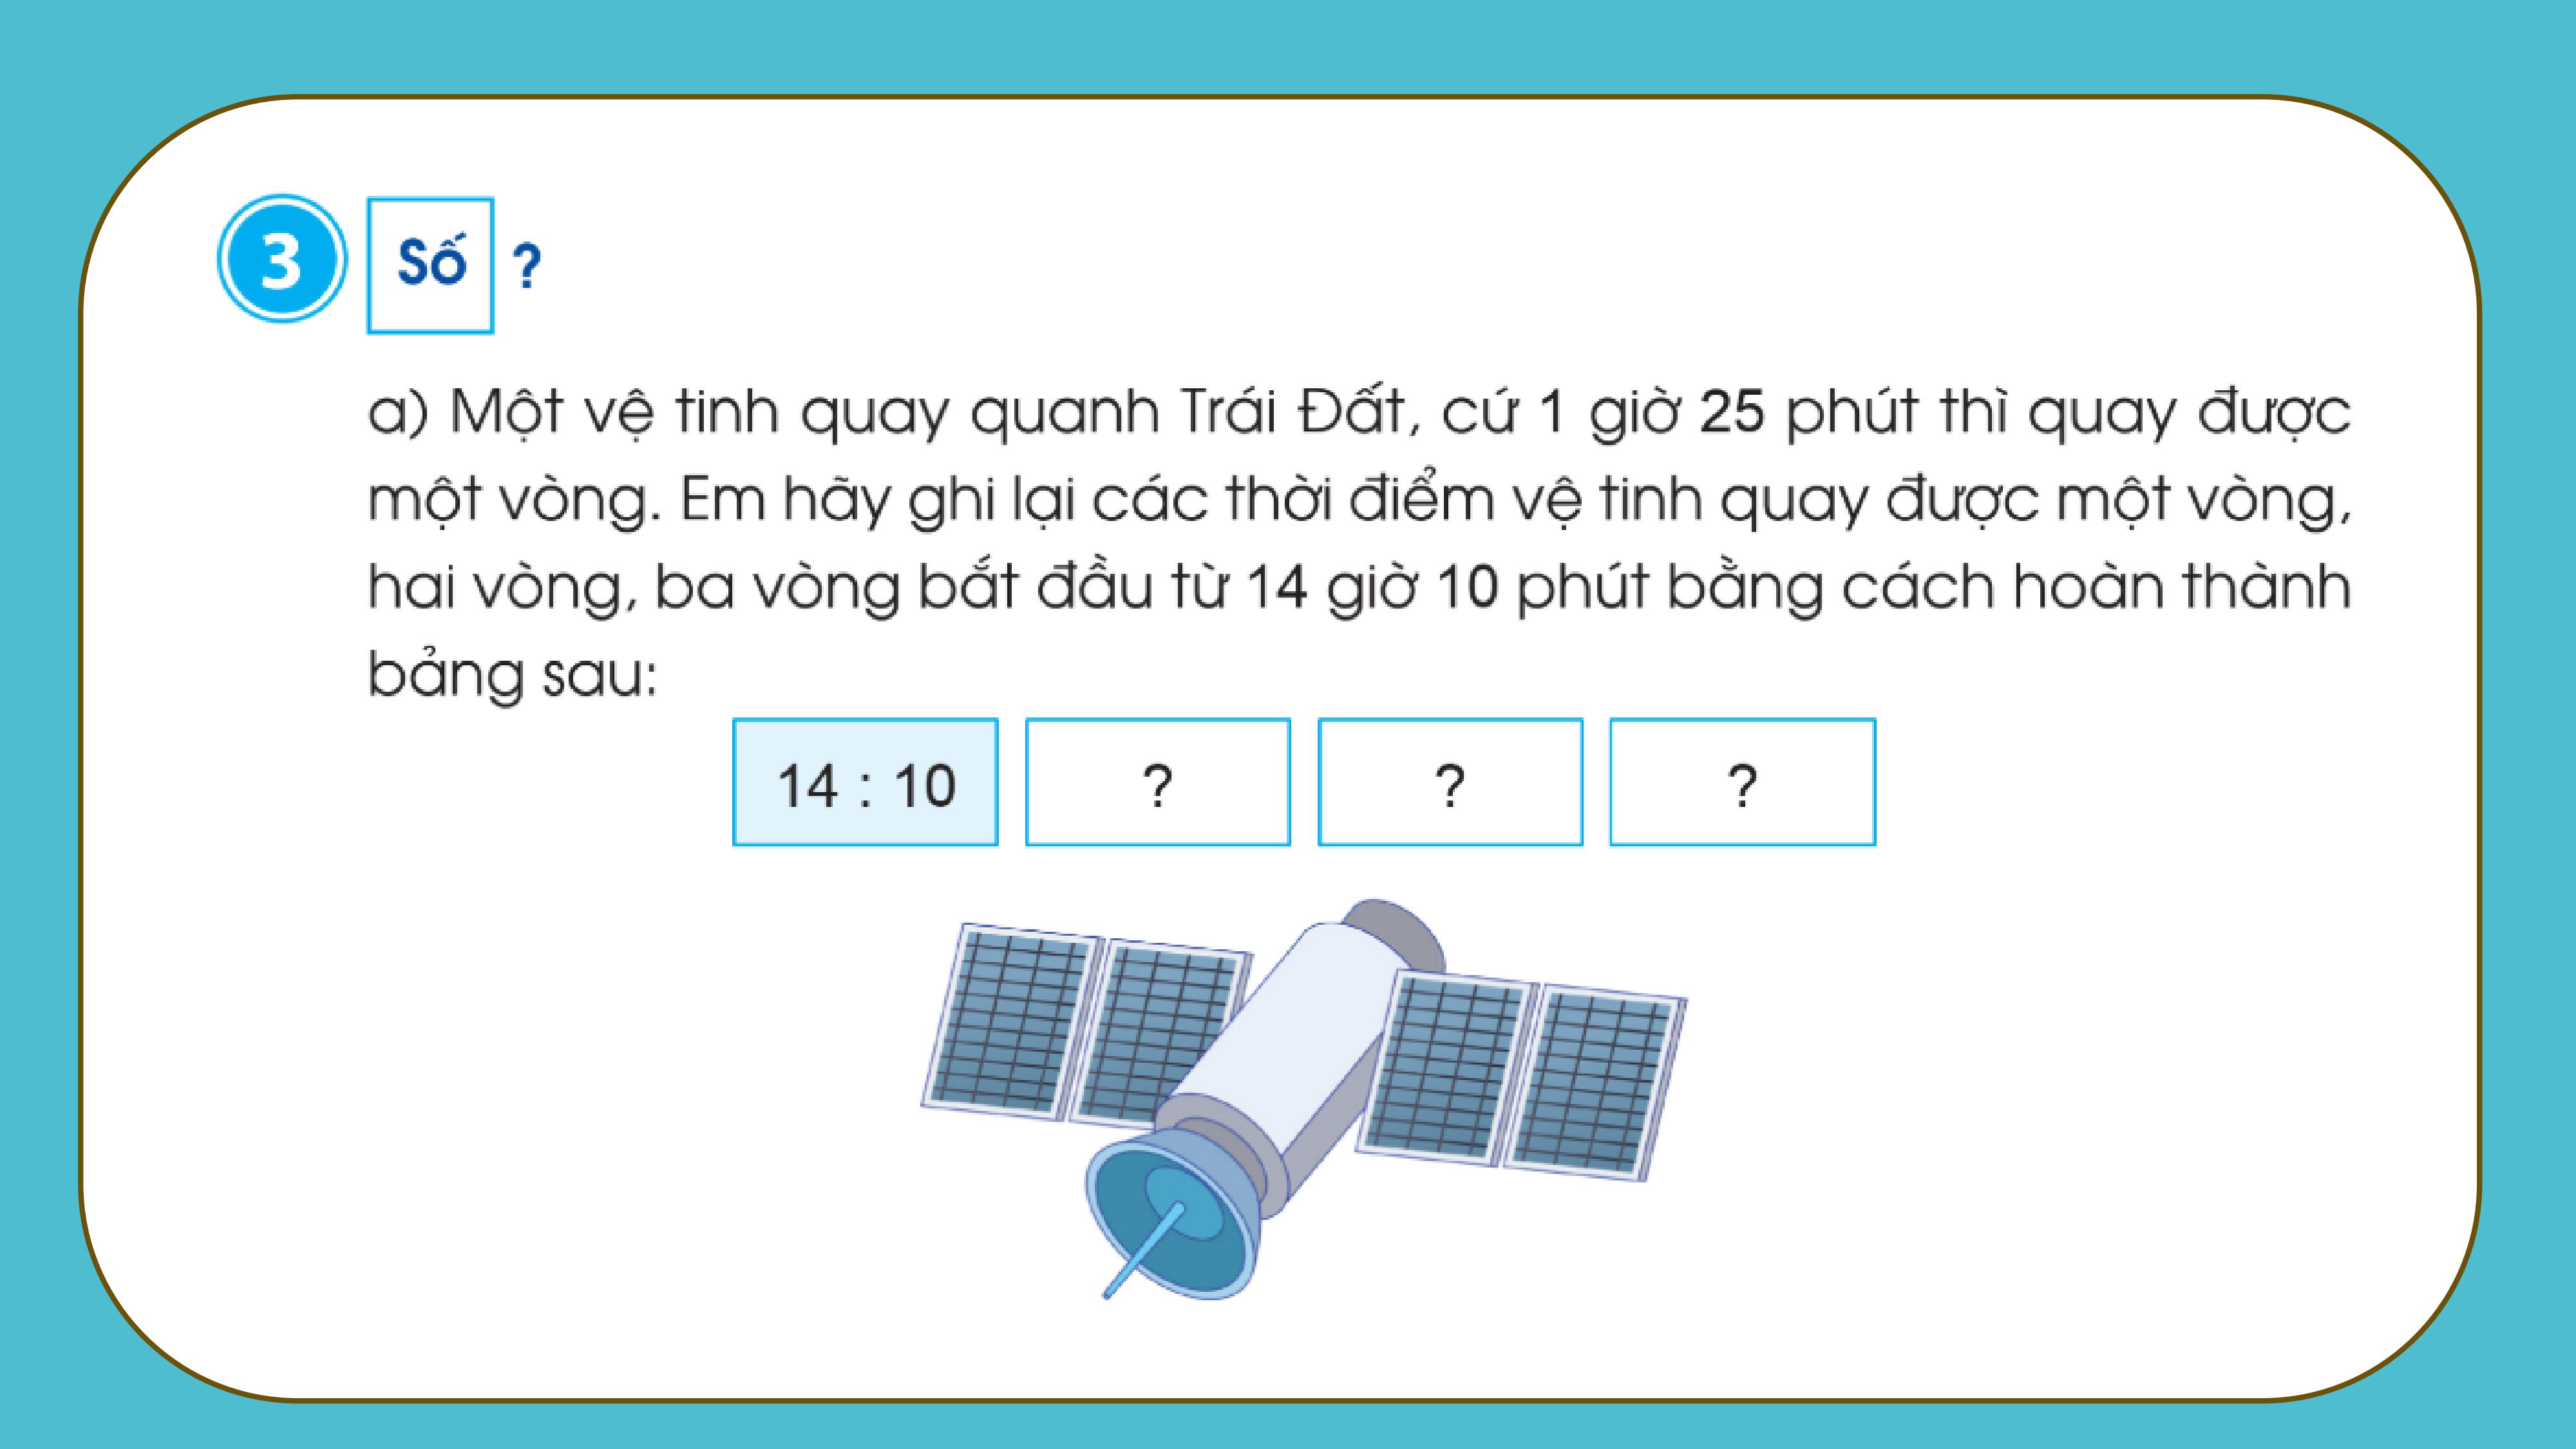 3 Số ?
a) Một vệ tinh quay quanh Trái Đất, cứ 1 giờ 25 phút thì quay được
một vòng. Em hãy ghi lại các thời điểm vệ tinh quay được một vòng,
hai vòng, ba vòng bắt đầu từ 14 giờ 10 phút bằng cách hoàn thành
bảng sau:
14 : 10 ? ? ?